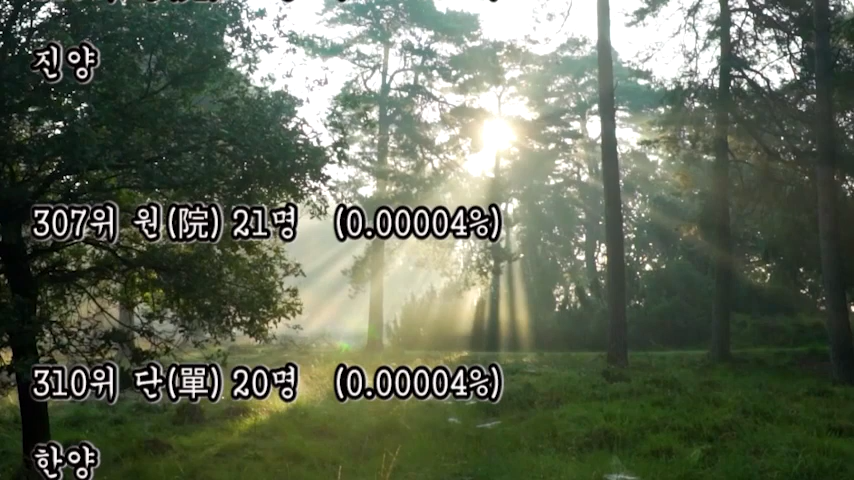 진양
307위 원(院) 21명 (0.00004%)
310위 단(單) 20명 (0.00004%)
한양